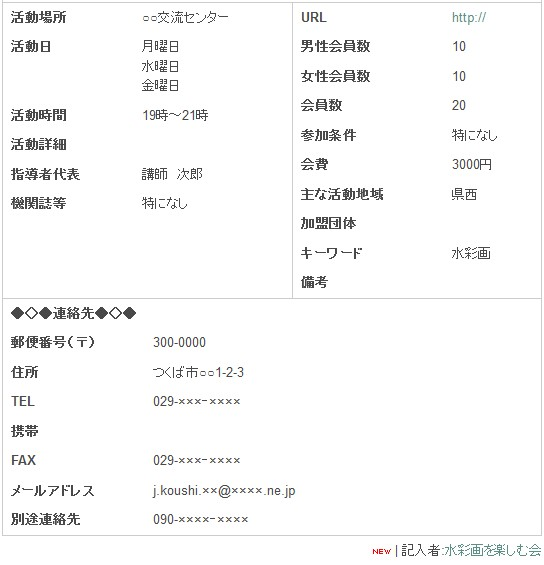 活動場所 ○○交流センター
活動日 月曜日
水曜日
金曜日
活動時間 19時～21時
活動詳細
指導者代表 講師　次郎
機関誌等 特になし
URL http://
男性会員数 10
女性会員数 10
会員数 20
参加条件 特になし
会費 3000円
主な活動地域 県西
加盟団体
キーワード 水彩画
備考
◆◇◆連絡先◆◇◆
郵便番号（〒） 300-0000
住所 つくば市○○1-2-3
TEL 029-×××-××××
携帯
FAX 029-×××-××××
メールアドレス j.koushi.××@××××.ne.jp
別途連絡先 090-××××-××××
NEW | 記入者:水彩画を楽しむ会